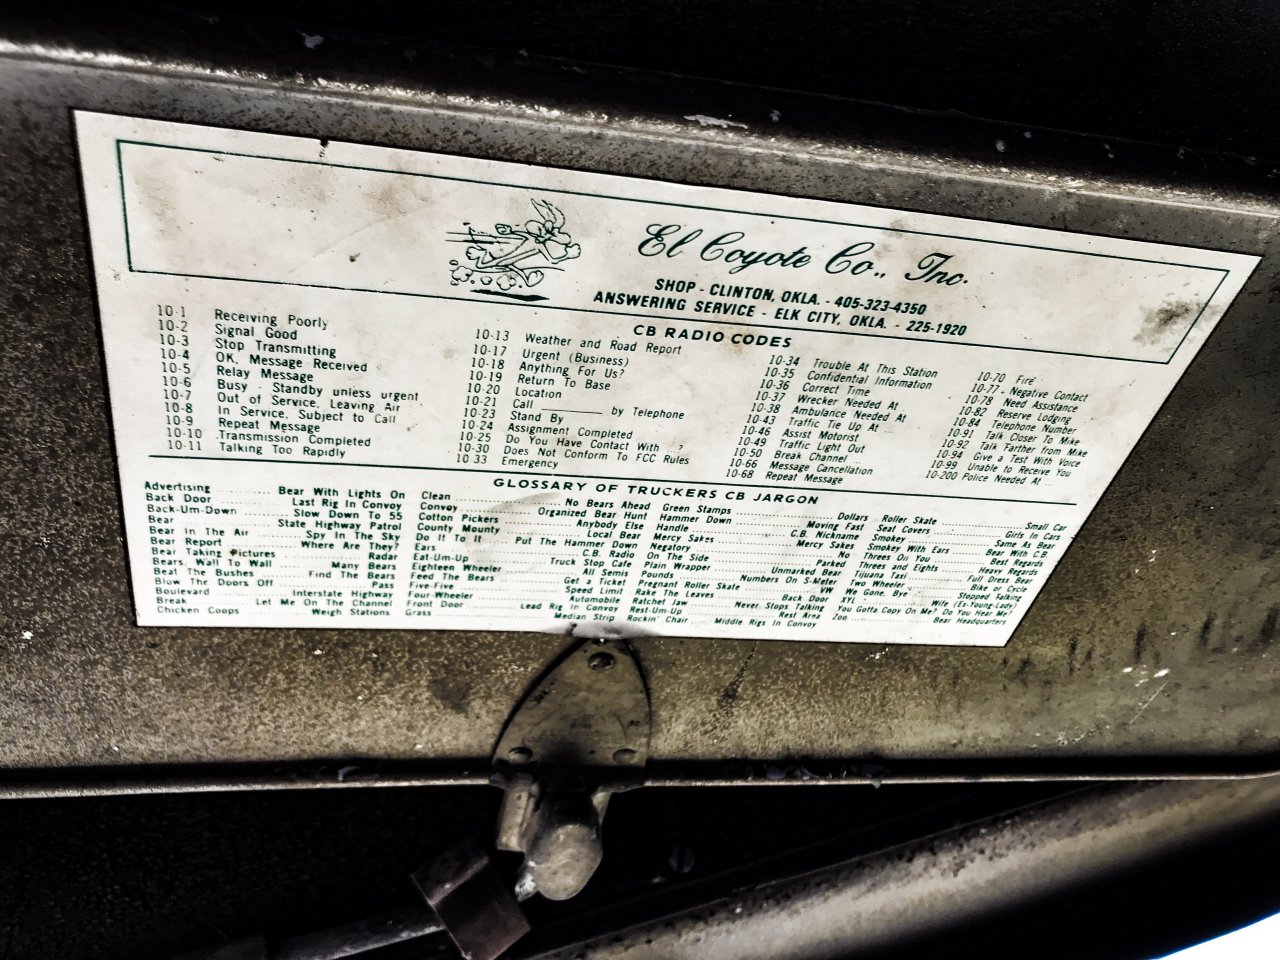 El Coyote Co., Inc.
SHOP - CLINTON, OKLA. - 405-323-4350
ANSWERING SERVICE - ELK CITY, OKLA. - 225-1920
CB RADIO CODES
10-1 Receiving Poorly
10-2 Signal Good
10-3 Stop Transmitting
10-4 OK, Message Received
10-5 Relay Message
10-6 Busy - Standby unless urgent
10-7 Out of Service, Leaving Air
10-8 In Service, Subject to Call
10-9 Repeat Message
10-10 Transmission Completed
10-11 Talking Too Rapidly
10-13 Weather and Road Report
10-17 Urgent (Business)
10-18 Anything For Us?
10-19 Return To Base
10-20 Location
10-21 Call ________ by Telephone
10-23 Stand By
10-24 Assignment Completed
10-25 Do You Have Contact With ..?
10-30 Does Not Conform To FCC Rules
10-33 Emergency
10-34 Trouble At This Station
10-35 Confidential Information
10-36 Correct Time
10-37 Wrecker Needed At
10-38 Ambulance Needed At
10-43 Traffic Tie Up At
10-46 Assist Motorist
10-49 Traffic Light Out
10-50 Break Channel
10-66 Message Cancellation
10-68 Repeat Message
10-70 Fire
10-77 - Negative Contact
10-78 Need Assistance
10-82 Reserve Lodging
10-84 Telephone Number
10-91 Talk Closer To Mike
10-92 Talk Farther from Mike
10-94 Give a Test With Voice
10-99 Unable to Receive You
10-200 Police Needed At ..
GLOSSARY OF TRUCKERS CB JARGON
Advertising ........ Bear With Lights On
Back Door ........ Last Rig In Convoy
Back-Um-Down ........ Slow Down To 55
Bear ........ State Highway Patrol
Bear In The Air ........ Spy In The Sky
Bear Report ........ Where Are They?
Bear Taking Pictures ........ Radar
Bears, Wall To Wall ........ Many Bears
Beat The Bushes ........ Find The Bears
Blow The Doors Off ........ Pass
Boulevard ........ Interstate Highway
Break ........ Let Me On The Channel
Chicken Coops ........ Weigh Stations
Clean ........ No Bears Ahead
Convoy ........ Organized Bear Hunt
Cotton Pickers ........ Anybody Else
County Mounty ........ Local Bear
Do It To It ........ Put The Hammer Down
Ears ........ C.B. Radio
Eat-Um-Up ........ Truck Stop Cafe
Eighteen Wheeler ........ All Semis
Feed The Bears ........ Get a Ticket
Five-Five ........ Speed Limit
Four-Wheeler ........ Automobile
Front Door ........ Lead Rig In Convoy
Grass ........ Median Strip
Green Stamps ........ Dollars
Hammer Down ........ Moving Fast
Handle ........ C.B. Nickname
Mercy Sakes ........ Mercy Sakes
Negatory ........ No
On The Side ........ Parked
Plain Wrapper ........ Unmarked Bear
Pounds ........ Numbers On S-Meter
Pregnant Roller Skate ........ VW
Rake The Leaves ........ Back Door
Ratchet Jaw ........ Never Stops Talking
Rest-Um-Up ........ Rest Area
Rockin' Chair ........ Middle Rigs In Convoy
Roller Skate ........ Small Car
Seat Covers ........ Girls In Cars
Smokey ........ Same As Bear
Smokey With Ears ........ Bear With C.B.
Threes On You ........ Best Regards
Threes and Eights ........ Heavy Regards
Tijuana Taxi ........ Full Dress Bear
Two Wheeler ........ Bike or Cycle
We Gone, Bye ........ Stopped Talking
XYL ........ Wife (Ex-Young-Lady)
You Gotta Copy On Me? Do You Hear Me?
Zoo ........ Bear Headquarters